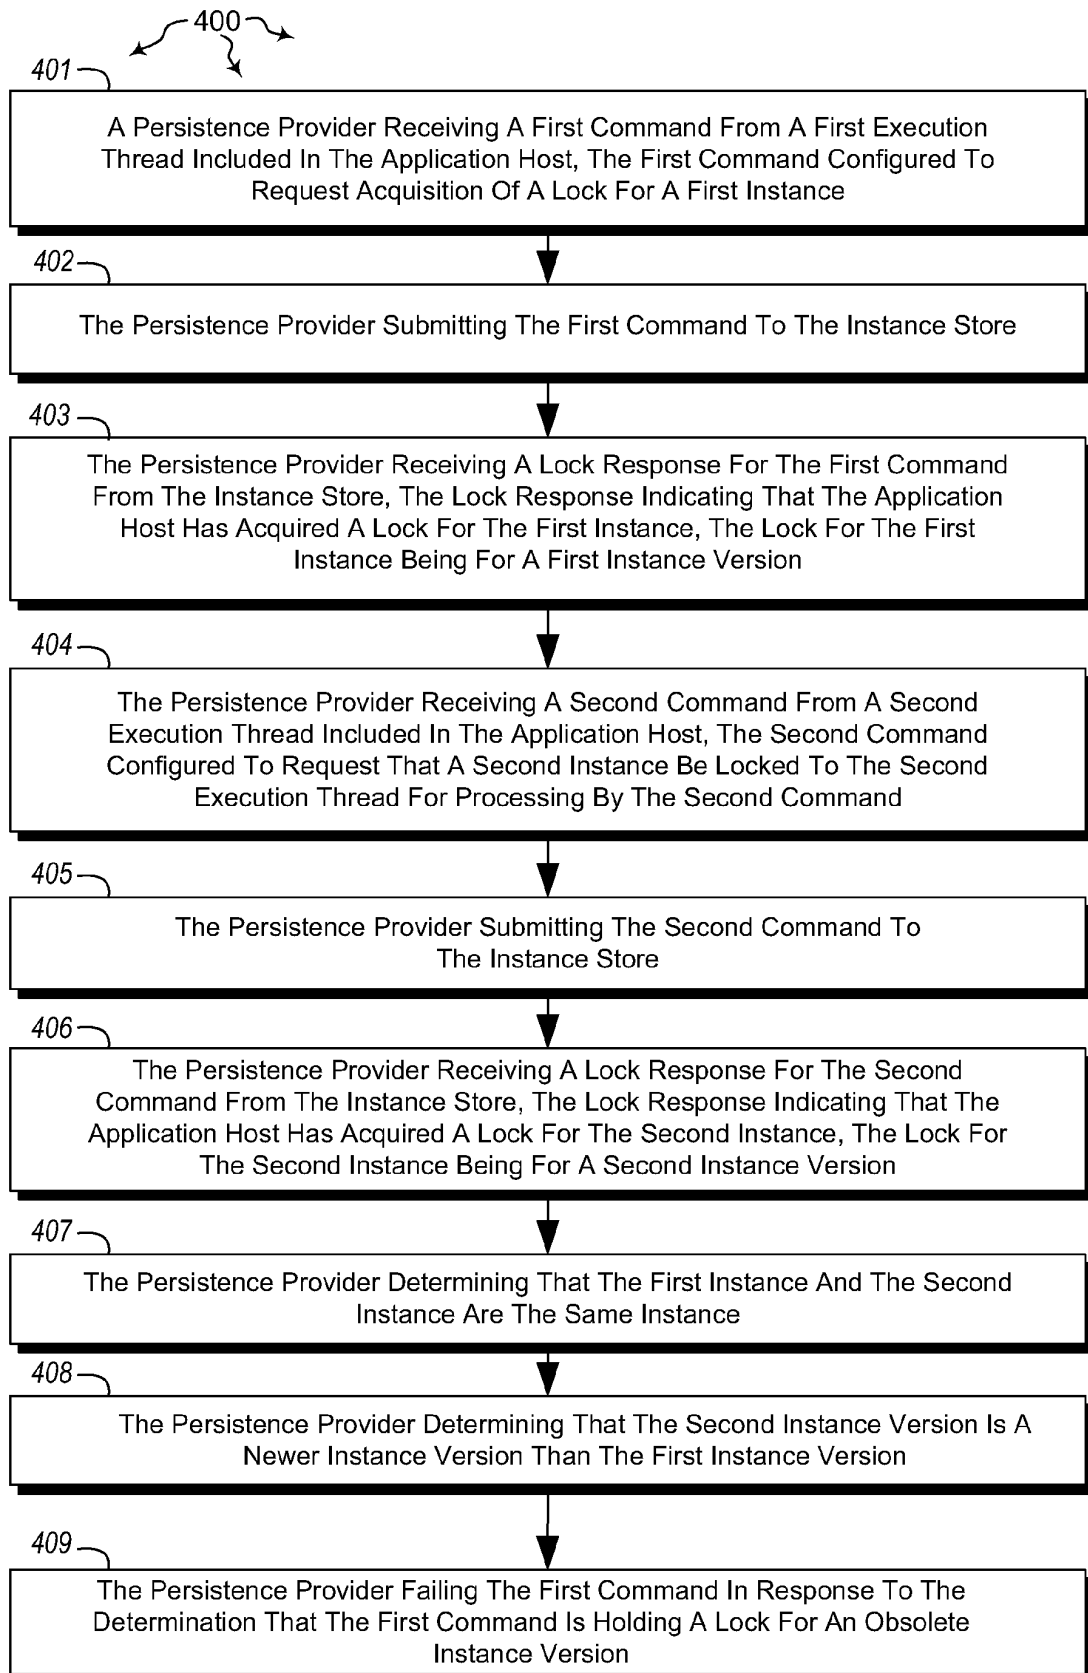 400
401
A Persistence Provider Receiving A First Command From A First Execution
Thread Included In The Application Host, The First Command Configured To
Request Acquisition Of A Lock For A First Instance
402
The Persistence Provider Submitting The First Command To The Instance Store
403
The Persistence Provider Receiving A Lock Response For The First Command
From The Instance Store, The Lock Response Indicating That The Application
Host Has Acquired A Lock For The First Instance, The Lock For The First
Instance Being For A First Instance Version
404
The Persistence Provider Receiving A Second Command From A Second
Execution Thread Included In The Application Host, The Second Command
Configured To Request That A Second Instance Be Locked To The Second
Execution Thread For Processing By The Second Command
405
The Persistence Provider Submitting The Second Command To
The Instance Store
406
The Persistence Provider Receiving A Lock Response For The Second
Command From The Instance Store, The Lock Response Indicating That The
Application Host Has Acquired A Lock For The Second Instance, The Lock For
The Second Instance Being For A Second Instance Version
407
The Persistence Provider Determining That The First Instance And The Second
Instance Are The Same Instance
408
The Persistence Provider Determining That The Second Instance Version Is A
Newer Instance Version Than The First Instance Version
409
The Persistence Provider Failing The First Command In Response To The
Determination That The First Command Is Holding A Lock For An Obsolete
Instance Version